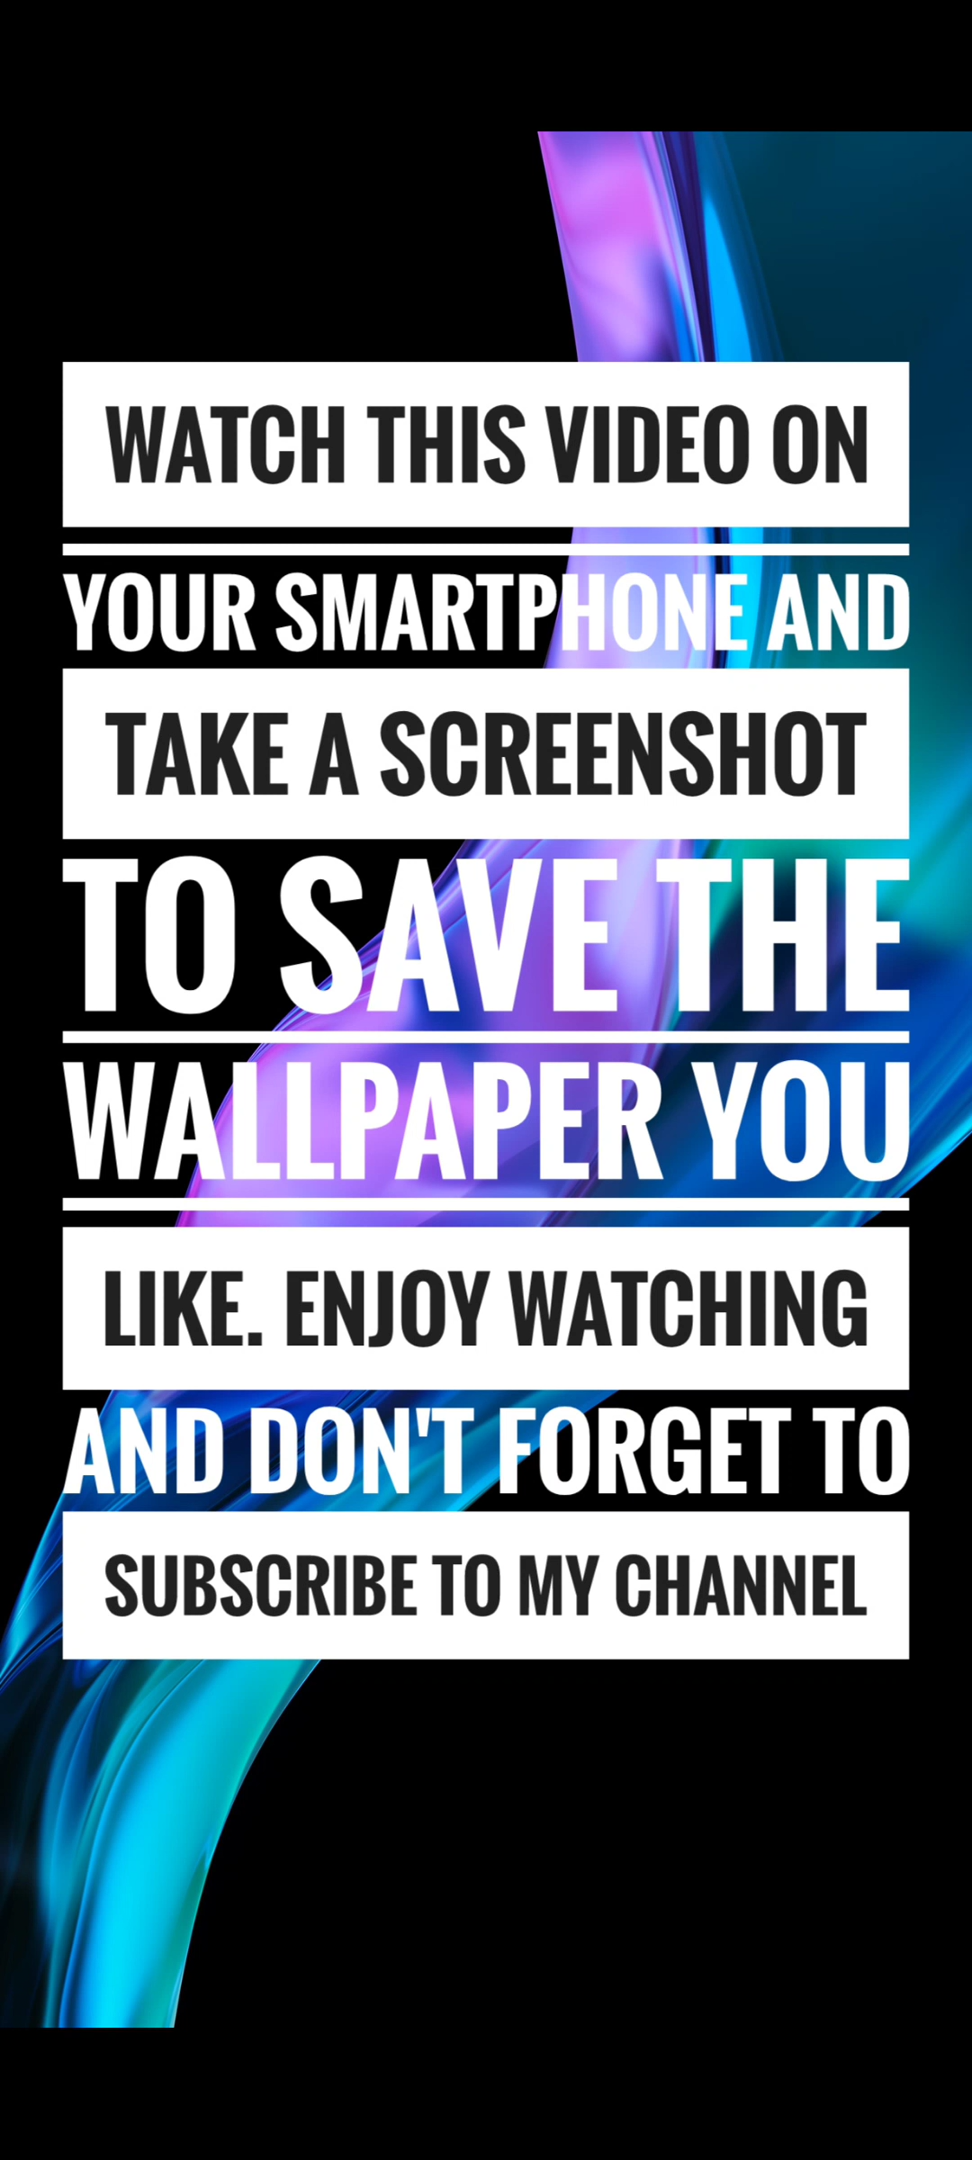 WATCH THIS VIDEO ON
YOUR SMARTPHONE AND
TAKE A SCREENSHOT
TO SAVE THE
WALLPAPER YOU
LIKE. ENJOY WATCHING
AND DON'T FORGET TO
SUBSCRIBE TO MY CHANNEL